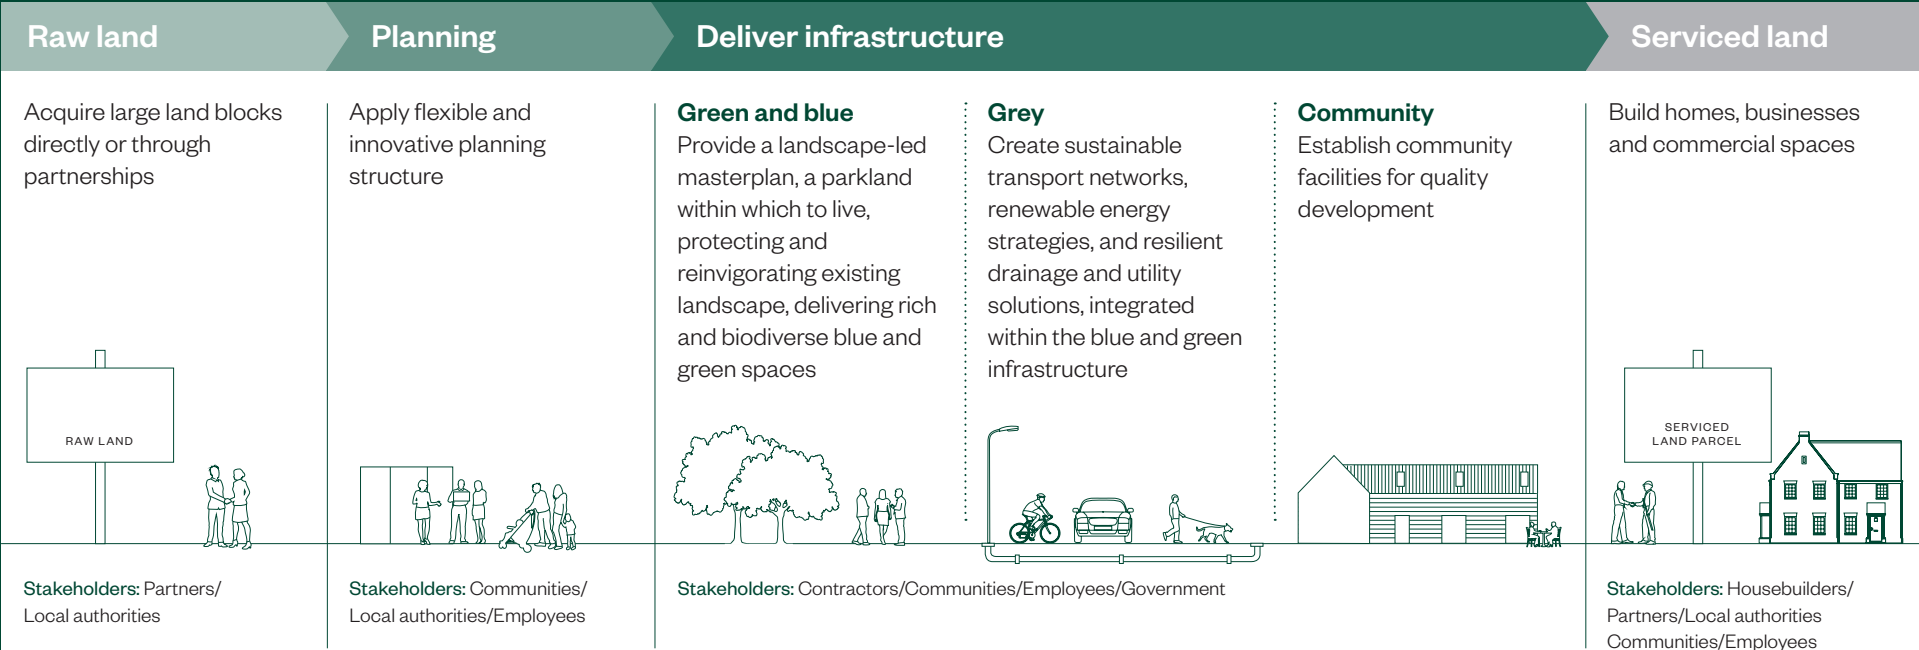 Raw land
Planning
Deliver infrastructure
Serviced land
Acquire large land blocks
directly or through
partnerships
Apply flexible and
innovative planning
structure
Green and blue
Provide a landscape-led
masterplan, a parkland
within which to live,
protecting and
reinvigorating existing
landscape, delivering rich
and biodiverse blue and
green spaces
Grey
Create sustainable
transport networks,
renewable energy
strategies, and resilient
drainage and utility
solutions, integrated
within the blue and green
infrastructure
Community
Establish community
facilities for quality
development
Build homes, businesses
and commercial spaces
RAW LAND
SERVICED
LAND PARCEL
Stakeholders: Partners/
Local authorities
Stakeholders: Communities/
Local authorities/Employees
Stakeholders: Contractors/Communities/Employees/Government
Stakeholders: Housebuilders/
Partners/Local authorities
Communities/Employees